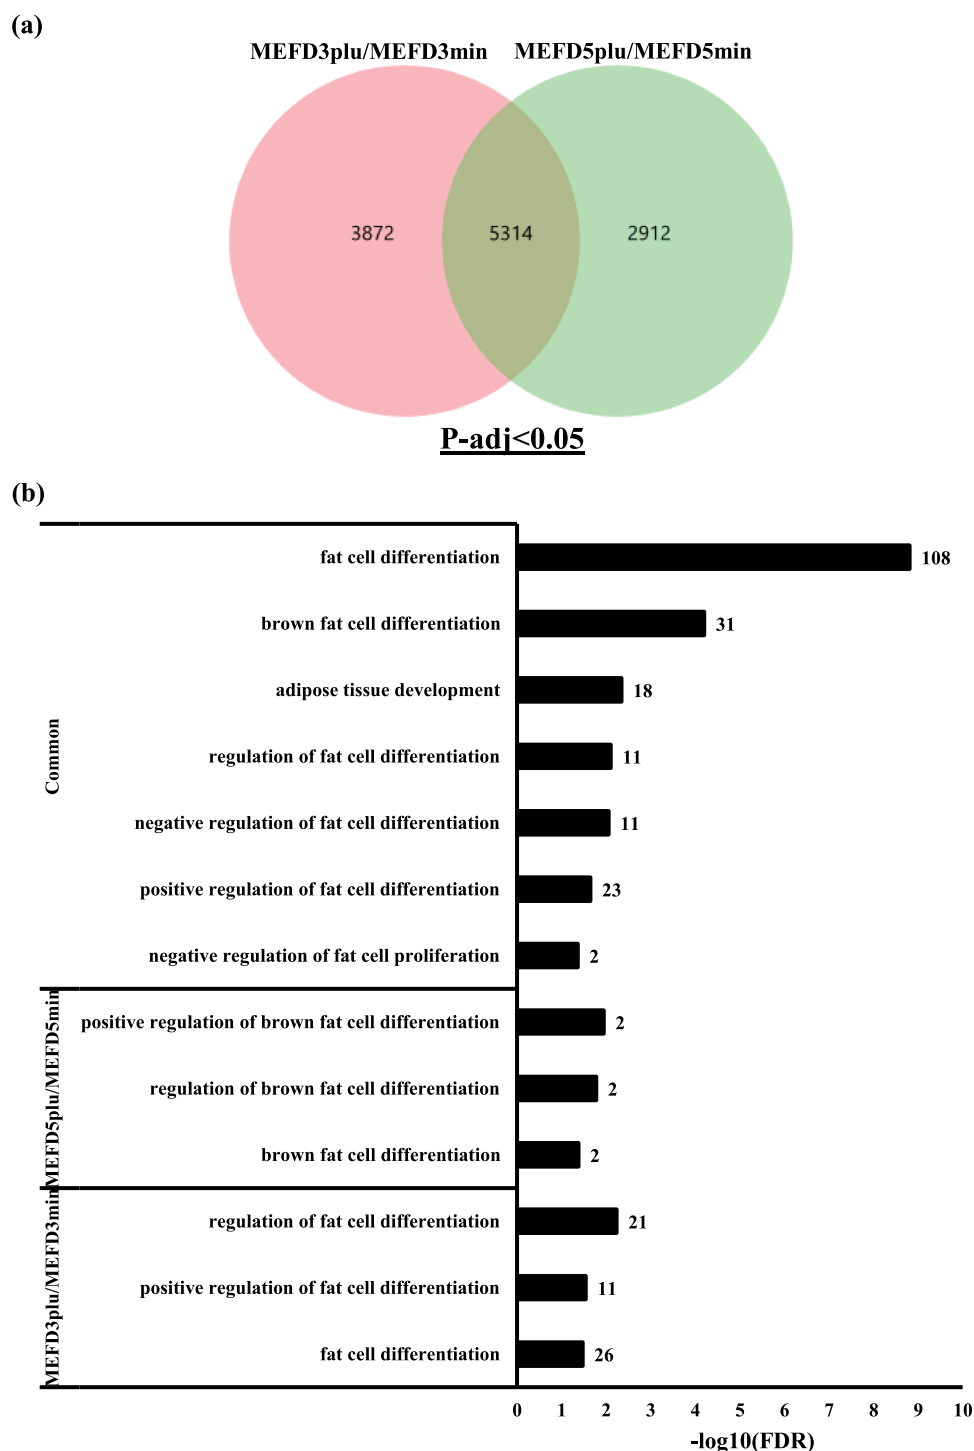 (a)
MEFD3plu/MEFD3min MEFD5plu/MEFD5min
3872 5314 2912
P-adj<0.05
(b)
Common
fat cell differentiation 108
brown fat cell differentiation 31
adipose tissue development 18
regulation of fat cell differentiation 11
negative regulation of fat cell differentiation 11
positive regulation of fat cell differentiation 23
negative regulation of fat cell proliferation 2
MEFD5plu/MEFD5min
positive regulation of brown fat cell differentiation 2
regulation of brown fat cell differentiation 2
brown fat cell differentiation 2
MEFD3plu/MEFD3min
regulation of fat cell differentiation 21
positive regulation of fat cell differentiation 11
fat cell differentiation 26
0 1 2 3 4 5 6 7 8 9 10
-log10(FDR)